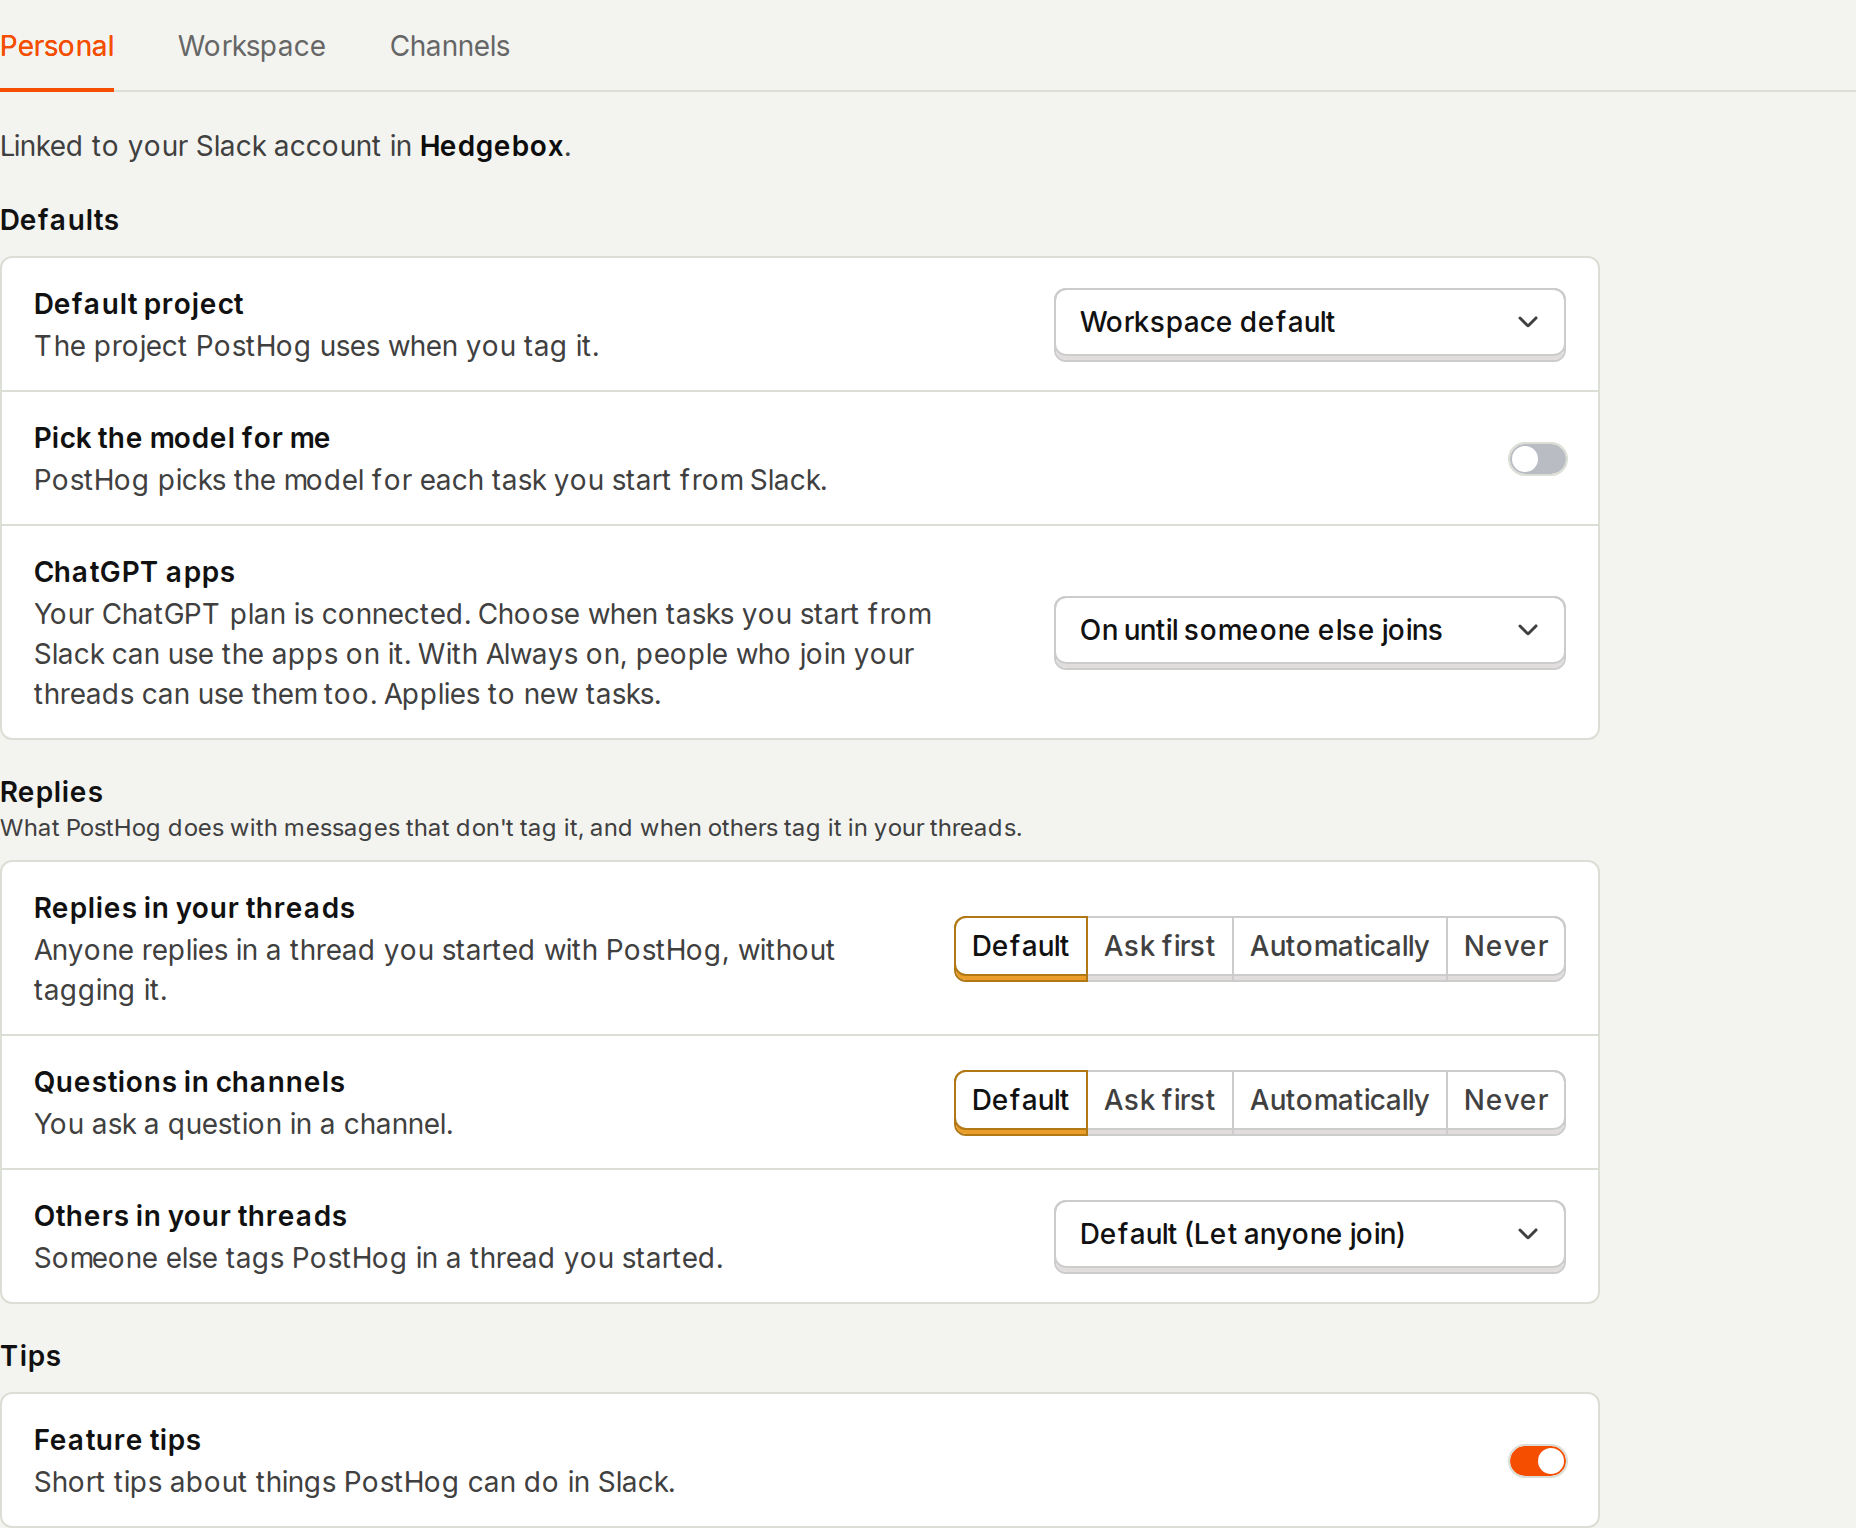 Personal Workspace Channels
Linked to your Slack account in Hedgebox.
Defaults
Default project
The project PostHog uses when you tag it.
Workspace default
Pick the model for me
PostHog picks the model for each task you start from Slack.
ChatGPT apps
Your ChatGPT plan is connected. Choose when tasks you start from
Slack can use the apps on it. With Always on, people who join your
threads can use them too. Applies to new tasks.
On until someone else joins
Replies
What PostHog does with messages that don't tag it, and when others tag it in your threads.
Replies in your threads
Anyone replies in a thread you started with PostHog, without
tagging it.
Default Ask first Automatically Never
Questions in channels
You ask a question in a channel.
Default Ask first Automatically Never
Others in your threads
Someone else tags PostHog in a thread you started.
Default (Let anyone join)
Tips
Feature tips
Short tips about things PostHog can do in Slack.